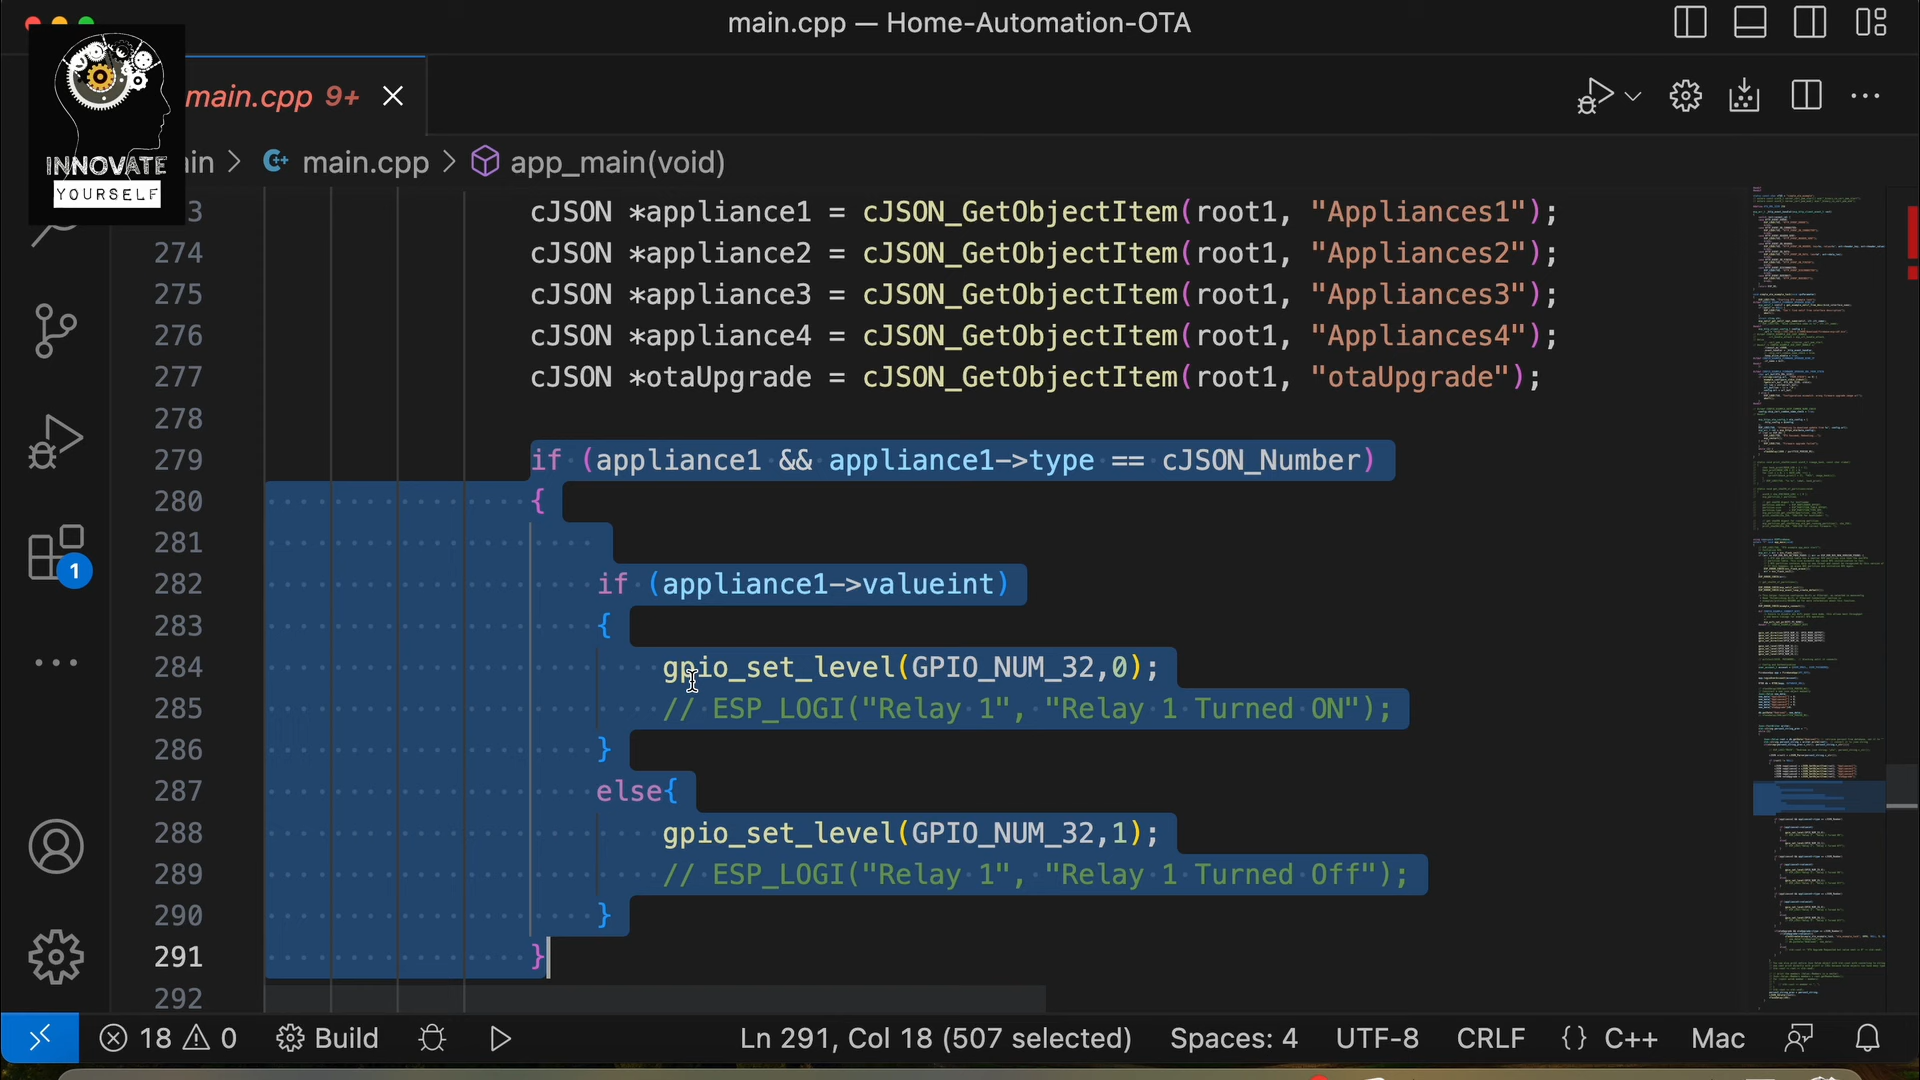 main.cpp — Home-Automation-OTA
INNOVATE
YOURSELF
main.cpp 9+
in > main.cpp > app_main(void)
3 cJSON *appliance1 = cJSON_GetObjectItem(root1, "Appliances1");
274 cJSON *appliance2 = cJSON_GetObjectItem(root1, "Appliances2");
275 cJSON *appliance3 = cJSON_GetObjectItem(root1, "Appliances3");
276 cJSON *appliance4 = cJSON_GetObjectItem(root1, "Appliances4");
277 cJSON *otaUpgrade = cJSON_GetObjectItem(root1, "otaUpgrade");
278
279 if (appliance1 && appliance1->type == cJSON_Number)
280 {
281
282 if (appliance1->valueint)
283 {
284 gpio_set_level(GPIO_NUM_32,0);
285 // ESP_LOGI("Relay 1", "Relay 1 Turned ON");
286 }
287 else{
288 gpio_set_level(GPIO_NUM_32,1);
289 // ESP_LOGI("Relay 1", "Relay 1 Turned Off");
290 }
291 }
292
1
18 0 Build Ln 291, Col 18 (507 selected) Spaces: 4 UTF-8 CRLF {} C++ Mac